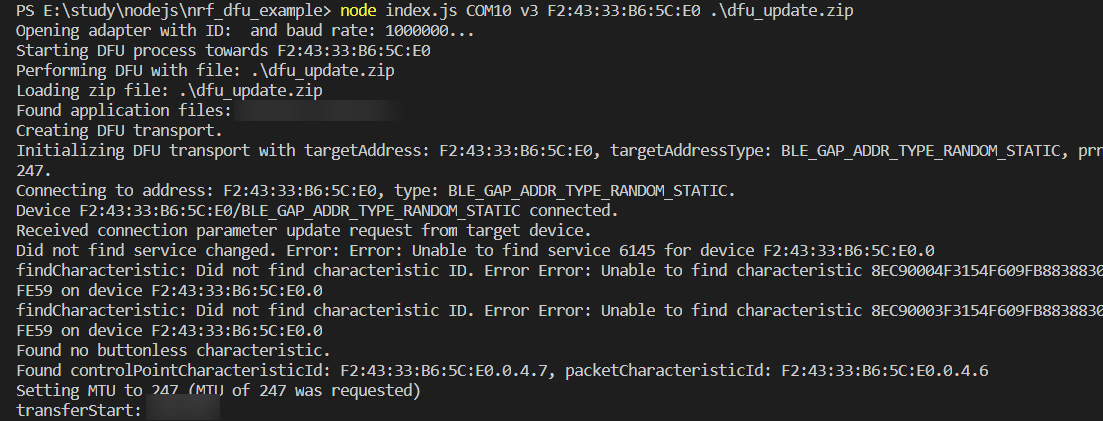 PS E:\study\nodejs\nrf_dfu_example> node index.js COM10 v3 F2:43:33:B6:5C:E0 .\dfu_update.zip
Opening adapter with ID:  and baud rate: 1000000...
Starting DFU process towards F2:43:33:B6:5C:E0
Performing DFU with file: .\dfu_update.zip
Loading zip file: .\dfu_update.zip
Found application files:
Creating DFU transport.
Initializing DFU transport with targetAddress: F2:43:33:B6:5C:E0, targetAddressType: BLE_GAP_ADDR_TYPE_RANDOM_STATIC, prn
247.
Connecting to address: F2:43:33:B6:5C:E0, type: BLE_GAP_ADDR_TYPE_RANDOM_STATIC.
Device F2:43:33:B6:5C:E0/BLE_GAP_ADDR_TYPE_RANDOM_STATIC connected.
Received connection parameter update request from target device.
Did not find service changed. Error: Error: Unable to find service 6145 for device F2:43:33:B6:5C:E0.0
findCharacteristic: Did not find characteristic ID. Error Error: Unable to find characteristic 8EC90004F3154F609FB8838830
FE59 on device F2:43:33:B6:5C:E0.0
findCharacteristic: Did not find characteristic ID. Error Error: Unable to find characteristic 8EC90003F3154F609FB8838830
FE59 on device F2:43:33:B6:5C:E0.0
Found no buttonless characteristic.
Found controlPointCharacteristicId: F2:43:33:B6:5C:E0.0.4.7, packetCharacteristicId: F2:43:33:B6:5C:E0.0.4.6
Setting MTU to 247 (MTU of 247 was requested)
transferStart: